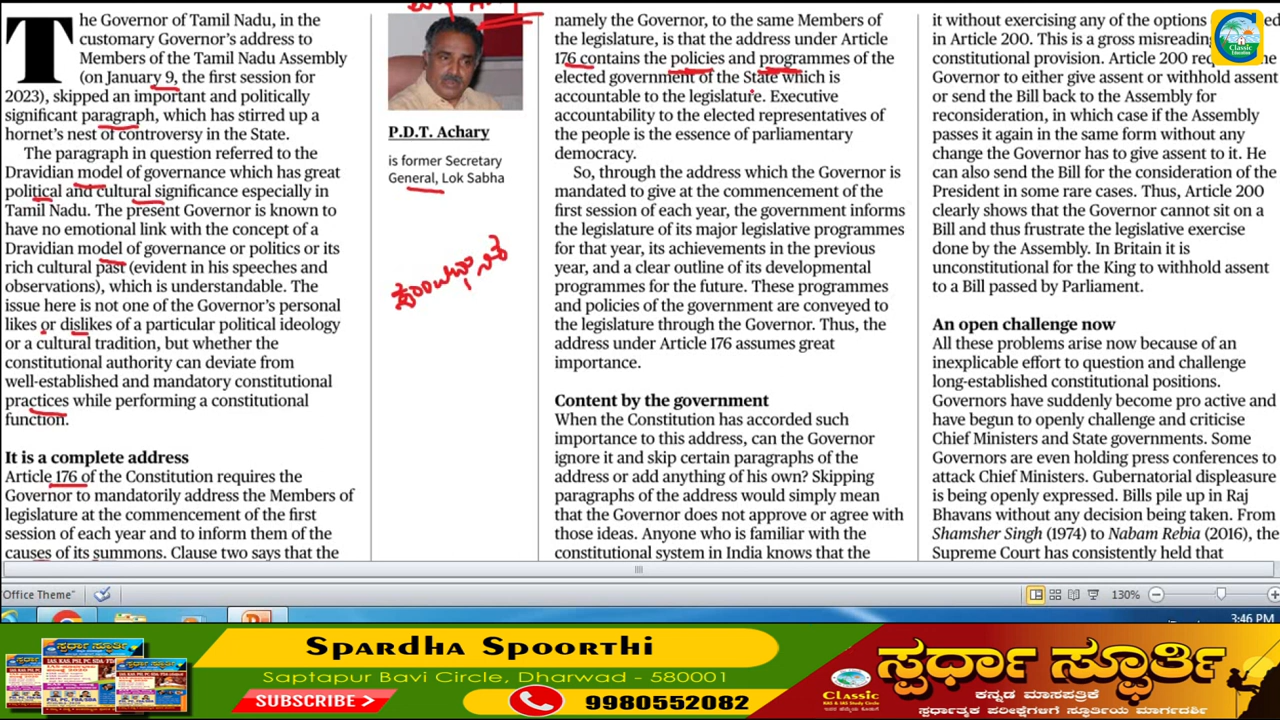 The Governor of Tamil Nadu, in the
customary Governor's address to
Members of the Tamil Nadu Assembly
(on January 9, the first session for
2023), skipped an important and politically
significant paragraph, which has stirred up a
hornet's nest of controversy in the State.
The paragraph in question referred to the
Dravidian model of governance which has great
political and cultural significance especially in
Tamil Nadu. The present Governor is known to
have no emotional link with the concept of a
Dravidian model of governance or politics or its
rich cultural past (evident in his speeches and
observations), which is understandable. The
issue here is not one of the Governor's personal
likes or dislikes of a particular political ideology
or a cultural tradition, but whether the
constitutional authority can deviate from
well-established and mandatory constitutional
practices while performing a constitutional
function.
It is a complete address
Article 176 of the Constitution requires the
Governor to mandatorily address the Members of
legislature at the commencement of the first
session of each year and to inform them of the
causes of its summons. Clause two says that the
P.D.T. Achary
is former Secretary
General, Lok Sabha
namely the Governor, to the same Members of
the legislature, is that the address under Article
176 contains the policies and programmes of the
elected government of the State which is
accountable to the legislature. Executive
accountability to the elected representatives of
the people is the essence of parliamentary
democracy.
So, through the address which the Governor is
mandated to give at the commencement of the
first session of each year, the government informs
the legislature of its major legislative programmes
for that year, its achievements in the previous
year, and a clear outline of its developmental
programmes for the future. These programmes
and policies of the government are conveyed to
the legislature through the Governor. Thus, the
address under Article 176 assumes great
importance.
Content by the government
When the Constitution has accorded such
importance to this address, can the Governor
ignore it and skip certain paragraphs of the
address or add anything of his own? Skipping
paragraphs of the address would simply mean
that the Governor does not approve or agree with
those ideas. Anyone who is familiar with the
constitutional system in India knows that the
it without exercising any of the options
in Article 200. This is a gross misreading
constitutional provision. Article 200
Governor to either give assent or withhold assent
or send the Bill back to the Assembly for
reconsideration, in which case if the Assembly
passes it again in the same form without any
change the Governor has to give assent to it. He
can also send the Bill for the consideration of the
President in some rare cases. Thus, Article 200
clearly shows that the Governor cannot sit on a
Bill and thus frustrate the legislative exercise
done by the Assembly. In Britain it is
unconstitutional for the King to withhold assent
to a Bill passed by Parliament.
An open challenge now
All these problems arise now because of an
inexplicable effort to question and challenge
long-established constitutional positions.
Governors have suddenly become pro active and
have begun to openly challenge and criticise
Chief Ministers and State governments. Some
Governors are even holding press conferences to
attack Chief Ministers. Gubernatorial displeasure
is being openly expressed. Bills pile up in Raj
Bhavans without any decision being taken. From
Shamsher Singh (1974) to Nabam Rebia (2016), the
Supreme Court has consistently held that
Classic
Office Theme"
130%
3:46 PM
Spardha Spoorthi
Saptapur Bavi Circle, Dharwad - 580001
SUBSCRIBE
9980552082
Classic
ಸ್ಪರ್ಧಾ ಸ್ಫೂರ್ತಿ
ಕನ್ನಡ ಮಾಸಪತ್ರಿಕೆ
ಸ್ಪರ್ಧಾತ್ಮಕ ಪರೀಕ್ಷೆಗಳಿಗೆ ಸ್ಫೂರ್ತಿಯ ಮಾರ್ಗದರ್ಶಿ